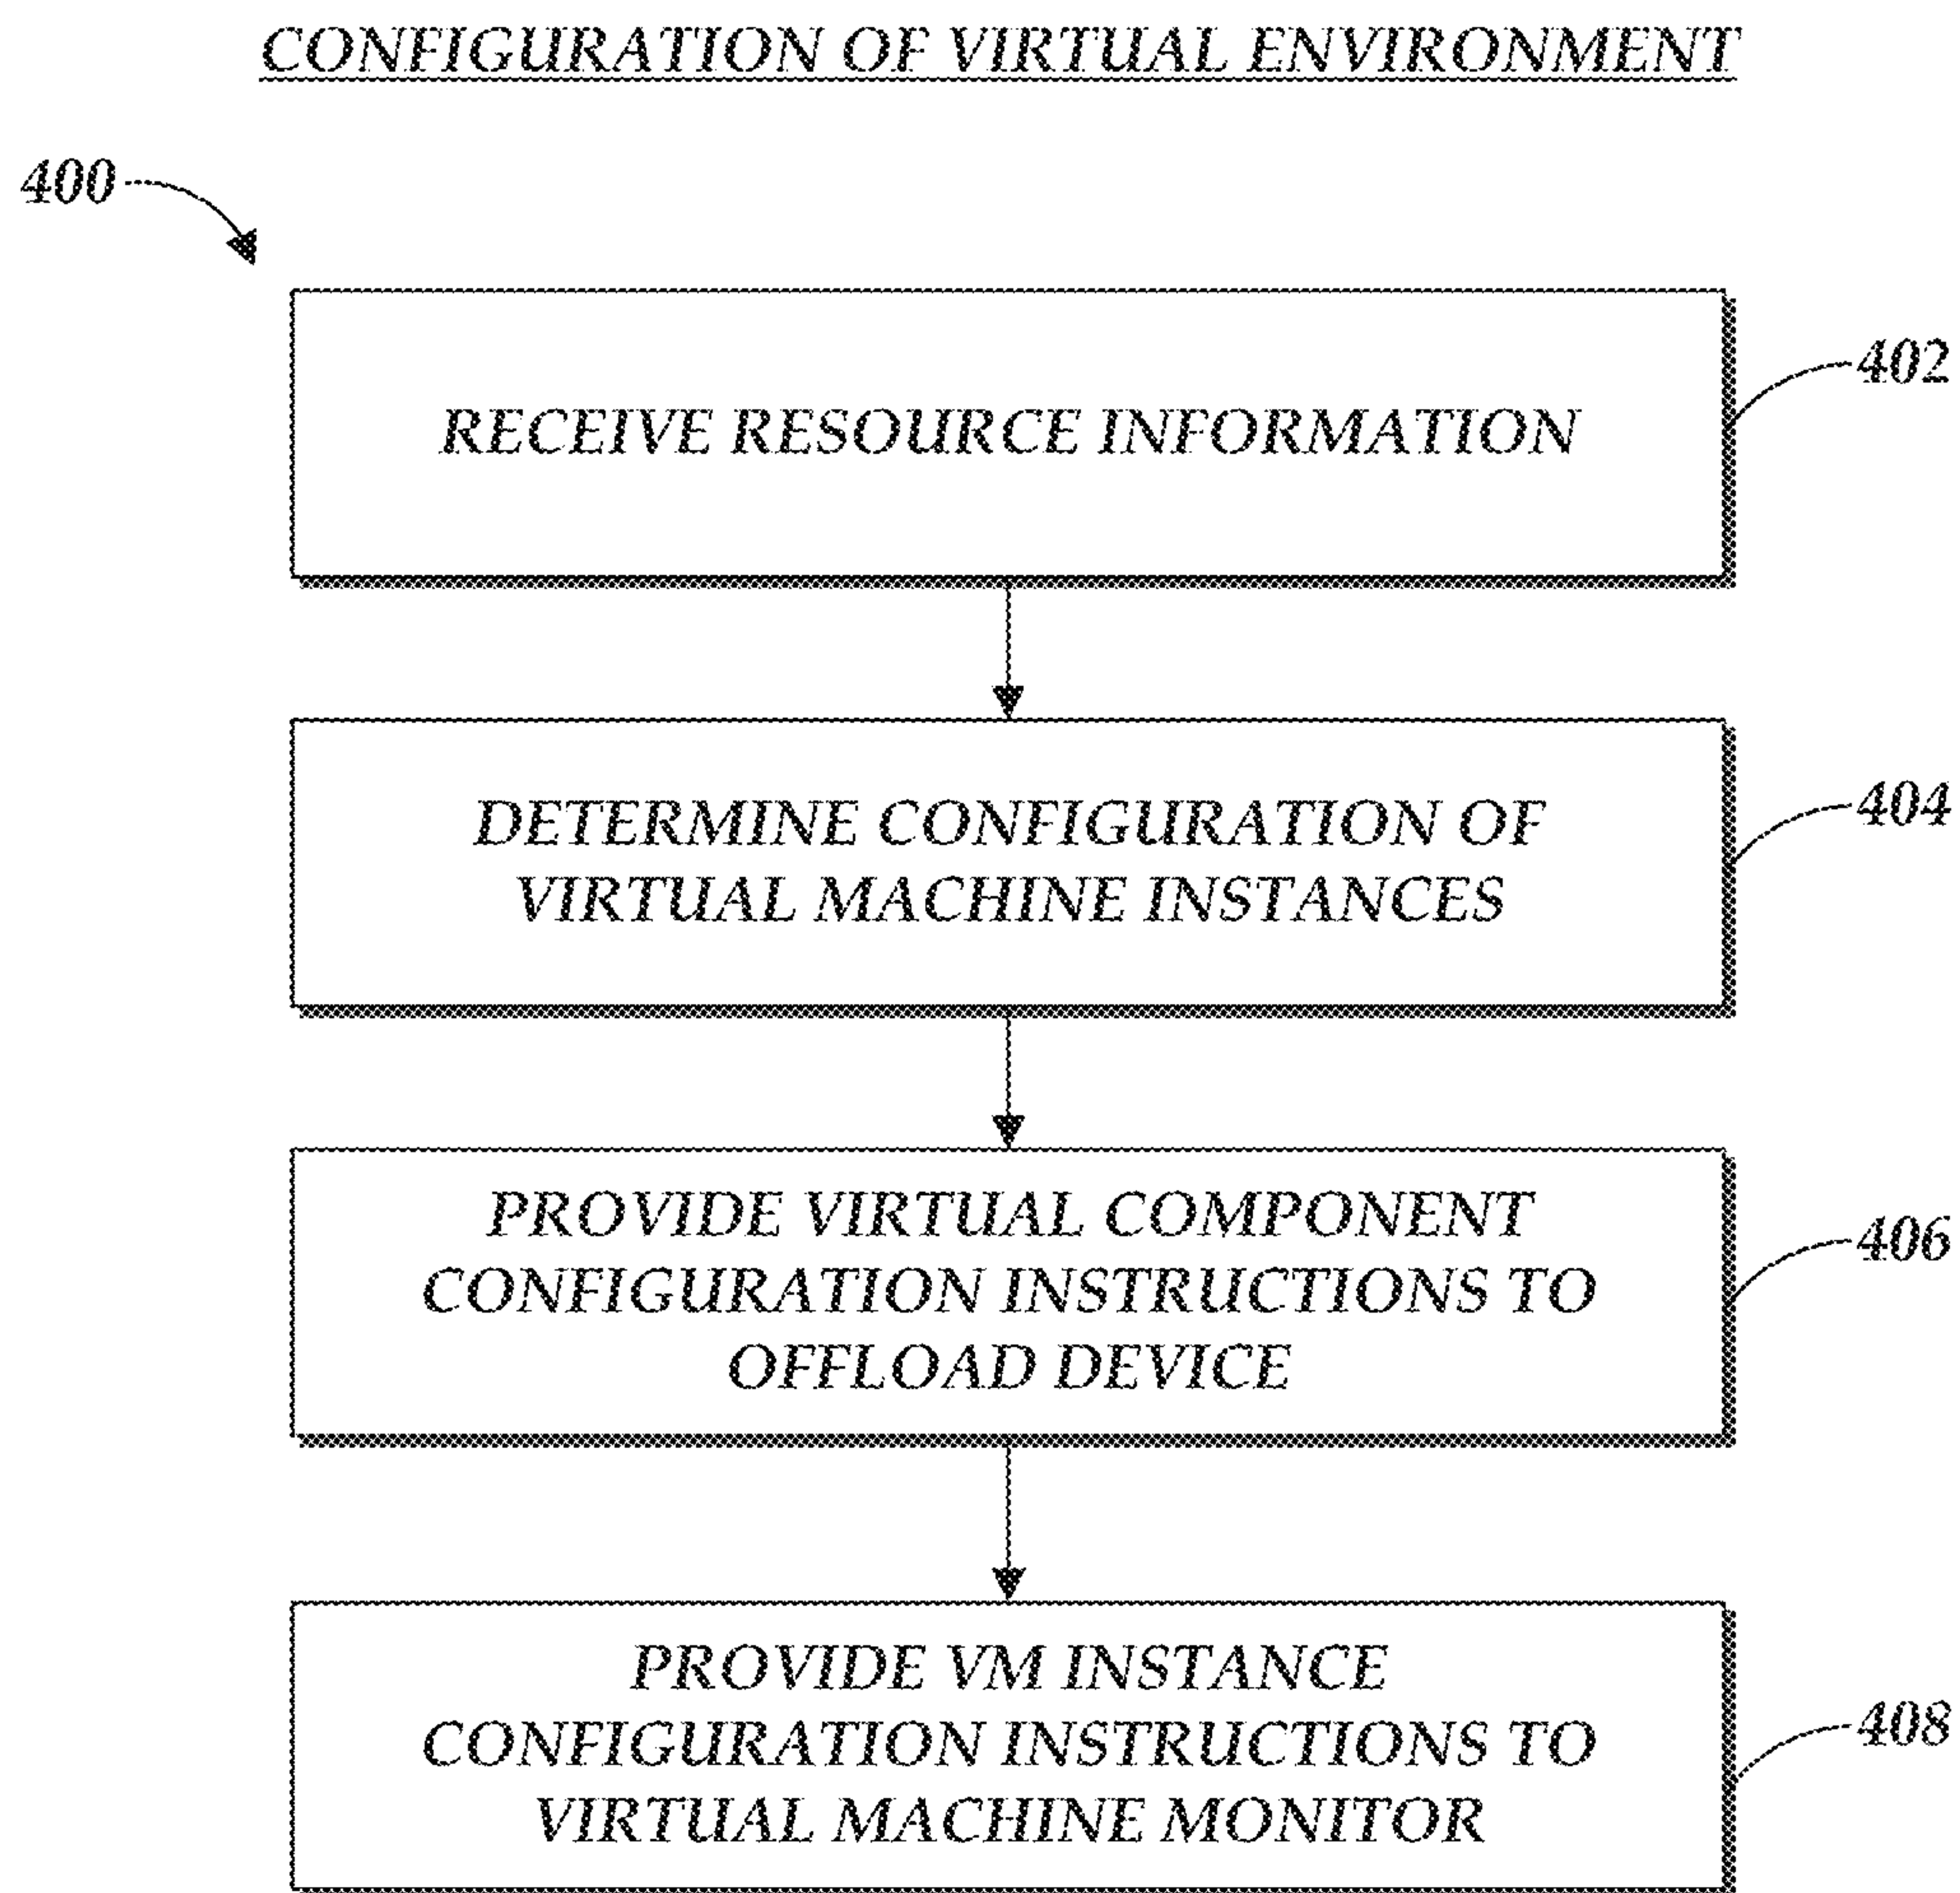 CONFIGURATION OF VIRTUAL ENVIRONMENT
400
RECEIVE RESOURCE INFORMATION
402
DETERMINE CONFIGURATION OF
VIRTUAL MACHINE INSTANCES
404
PROVIDE VIRTUAL COMPONENT
CONFIGURATION INSTRUCTIONS TO
OFFLOAD DEVICE
406
PROVIDE VM INSTANCE
CONFIGURATION INSTRUCTIONS TO
VIRTUAL MACHINE MONITOR
408